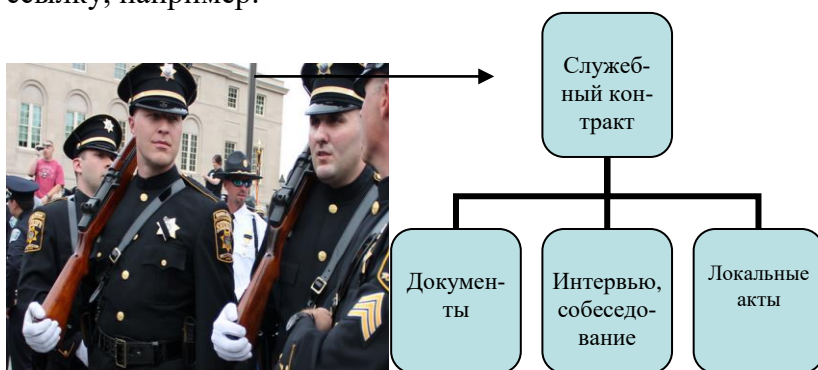 ссылку, например:
Служеб-
ный кон-
тракт
Докумен-
ты
Интервью,
собеседо-
вание
Локальные
акты